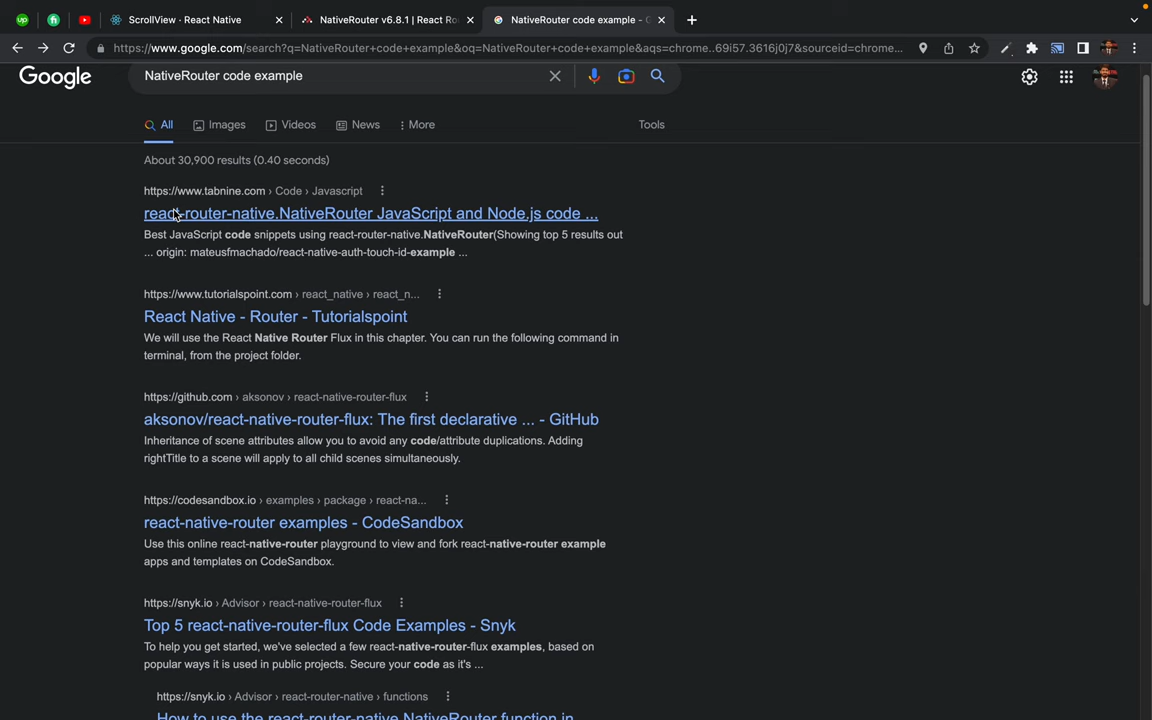 up
fi
ScrollView · React Native
NativeRouter v6.8.1 | React Ro
NativeRouter code example - G
https://www.google.com/search?q=NativeRouter+code+example&oq=NativeRouter+code+example&aqs=chrome..69i57.3616j0j7&sourceid=chrome...
Google
NativeRouter code example
All
Images
Videos
News
More
Tools
About 30,900 results (0.40 seconds)
https://www.tabnine.com › Code › Javascript
react-router-native.NativeRouter JavaScript and Node.js code ...
Best JavaScript code snippets using react-router-native.NativeRouter(Showing top 5 results out
... origin: mateusfmachado/react-native-auth-touch-id-example ...
https://www.tutorialspoint.com › react_native › react_n...
React Native - Router - Tutorialspoint
We will use the React Native Router Flux in this chapter. You can run the following command in
terminal, from the project folder.
https://github.com › aksonov › react-native-router-flux
aksonov/react-native-router-flux: The first declarative ... - GitHub
Inheritance of scene attributes allow you to avoid any code/attribute duplications. Adding
rightTitle to a scene will apply to all child scenes simultaneously.
https://codesandbox.io › examples › package › react-na...
react-native-router examples - CodeSandbox
Use this online react-native-router playground to view and fork react-native-router example
apps and templates on CodeSandbox.
https://snyk.io › Advisor › react-native-router-flux
Top 5 react-native-router-flux Code Examples - Snyk
To help you get started, we've selected a few react-native-router-flux examples, based on
popular ways it is used in public projects. Secure your code as it's ...
https://snyk.io › Advisor › react-router-native › functions
How to use the react-router-native.NativeRouter function in